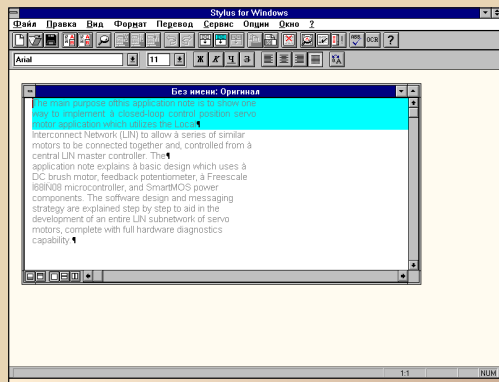 Stylus for Windows
Файл Правка Вид Формат Перевод Сервис Опции Окно ?
ABC OCR ?
Arial 11 Ж К Ч З
Без имени: Оригинал
The main purpose ofthis application note is to show one
way to implement à closed-loop control position servo
motor application which utilizes the Local¶
Interconnect Network (LIN) to allow à series of similar
motors to be connected together and, controlled from à
central LIN master controller. The¶
application note explains à basic design which uses à
DC brush motor, feedback potentiometer, à Freescale
I68IN08 microcontroller, and SmartMOS power
components. The software design and messaging
strategy are explained step by step to aid in the
development of an entire LIN subnetwork of servo
motors, complete with full hardware diagnostics
capability.¶
1:1 NUM